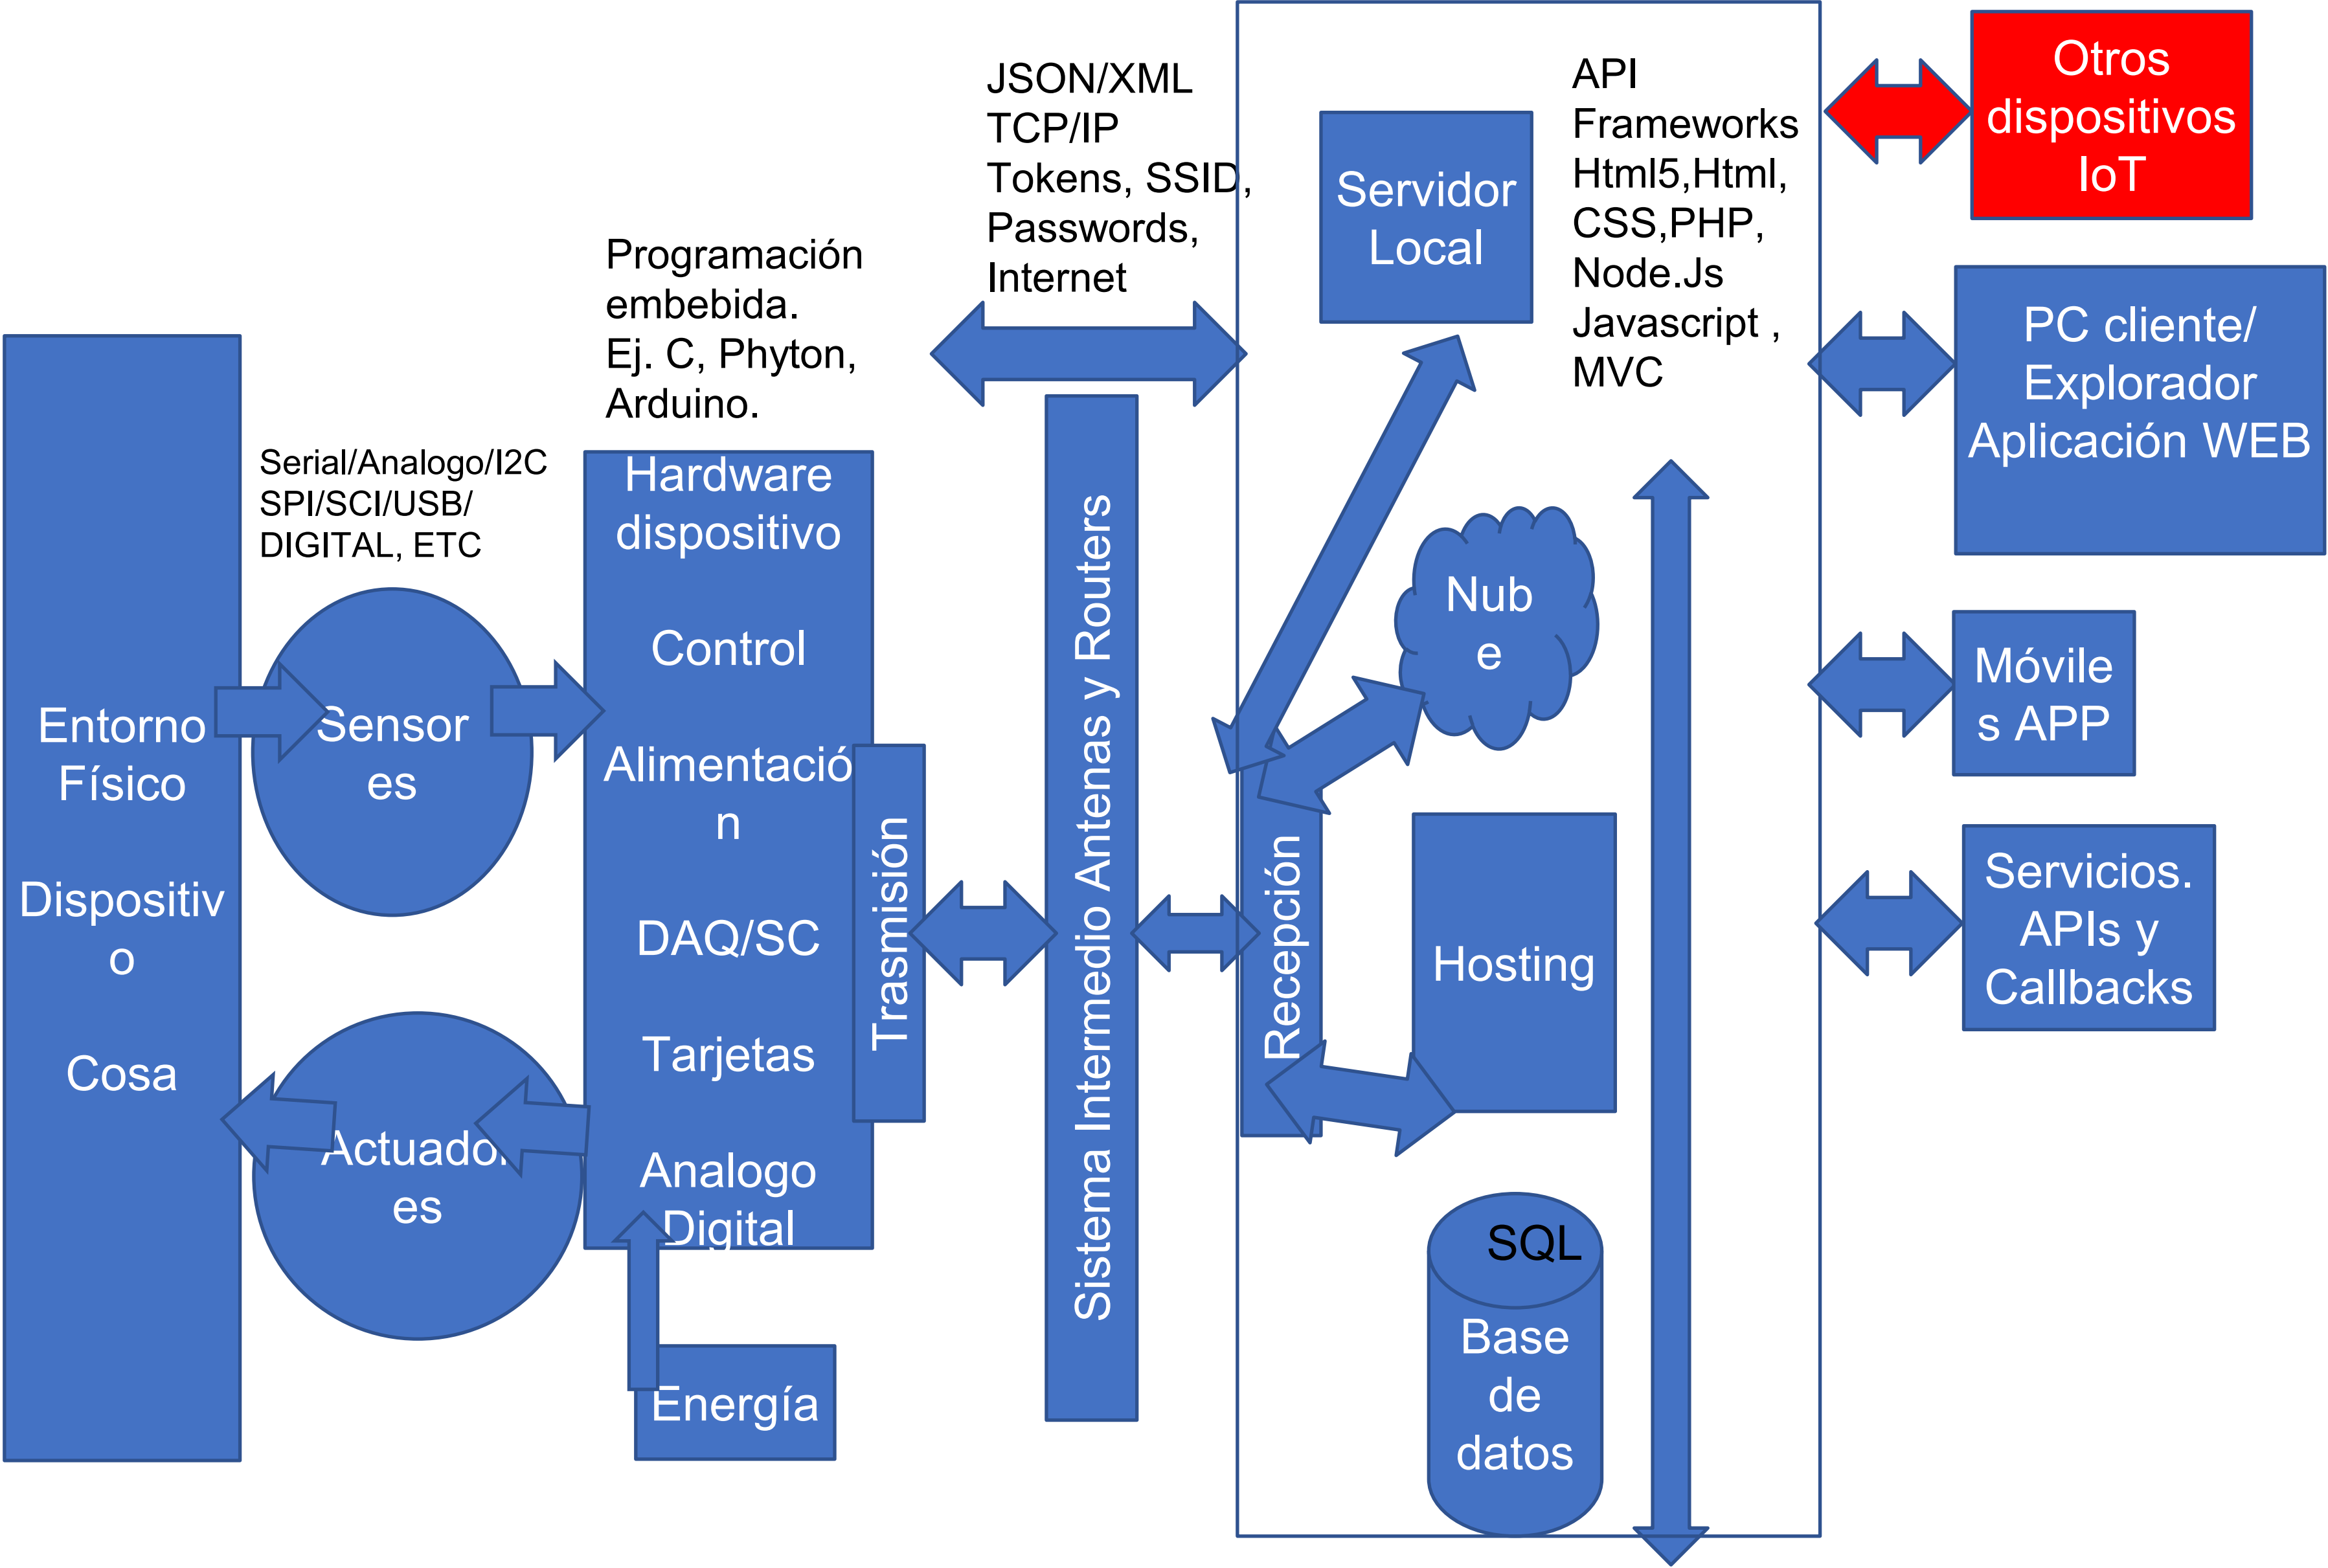 Entorno
Físico
Dispositiv
o
Cosa
Serial/Analogo/I2C
SPI/SCI/USB/
DIGITAL, ETC
Sensor
es
Actuador
es
Programación
embebida.
Ej. C, Phyton,
Arduino.
Hardware
dispositivo
Control
Alimentació
n
DAQ/SC
Tarjetas
Analogo
Digital
Energía
Trasmisión
JSON/XML
TCP/IP
Tokens, SSID,
Passwords,
Internet
Sistema Intermedio Antenas y Routers
Recepción
Servidor
Local
Nub
e
Hosting
SQL
Base
de
datos
API
Frameworks
Html5,Html,
CSS,PHP,
Node.Js
Javascript ,
MVC
Otros
dispositivos
IoT
PC cliente/
Explorador
Aplicación WEB
Móvile
s APP
Servicios.
APIs y
Callbacks